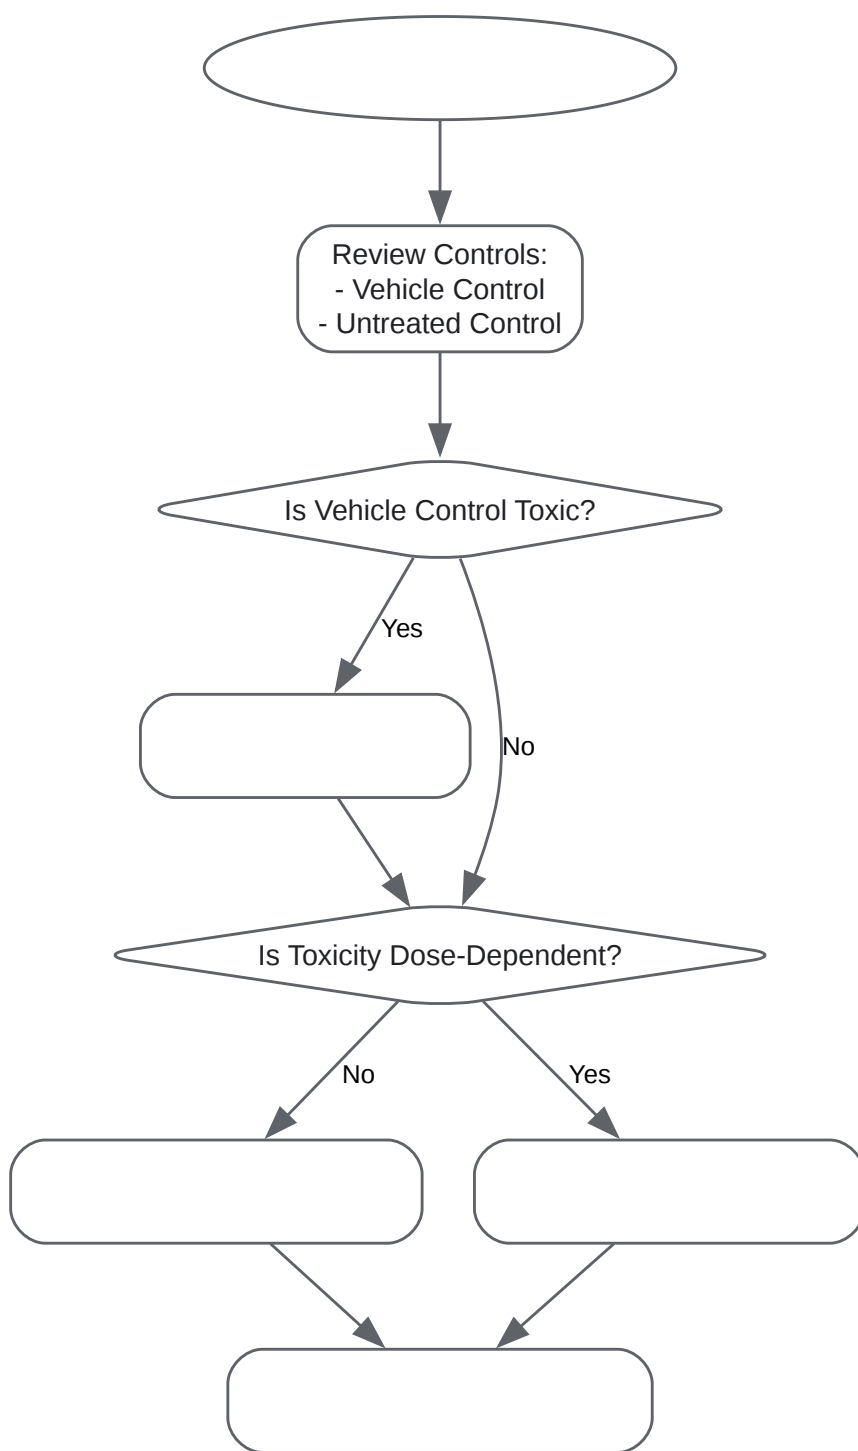 Review Controls:
- Vehicle Control
- Untreated Control
Is Vehicle Control Toxic?
Yes
No
Is Toxicity Dose-Dependent?
No
Yes